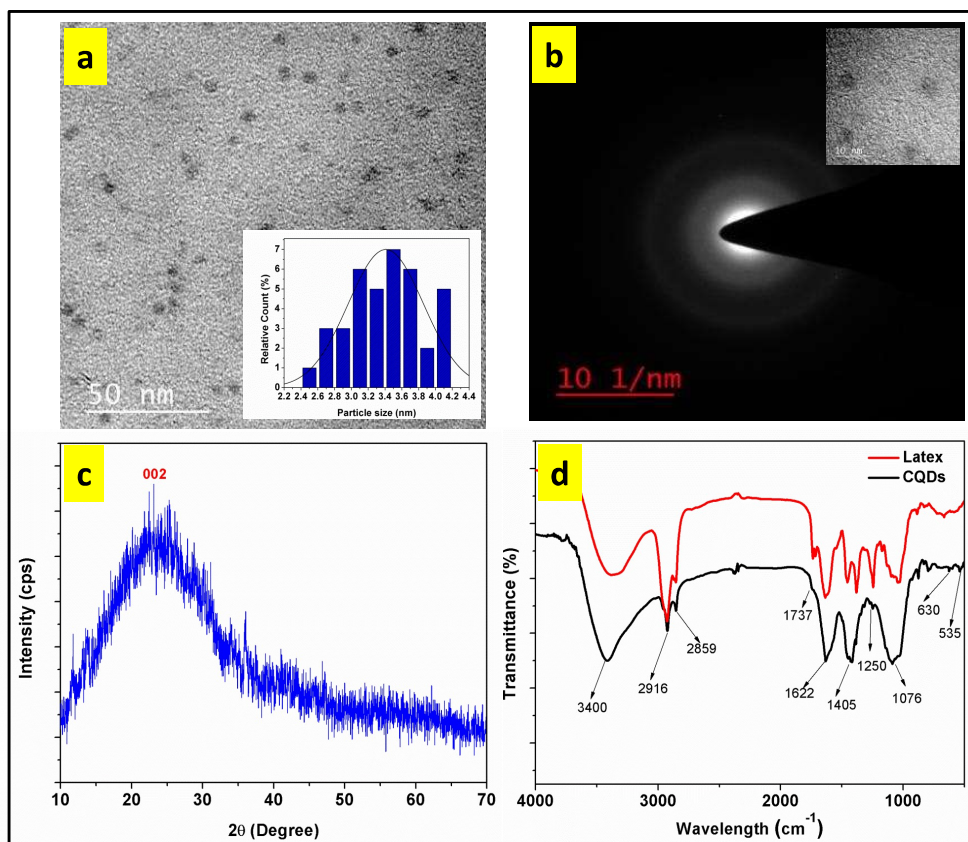 a
50 nm
Relative Count (%)
7
6
5
4
3
2
1
0
2.2 2.4 2.6 2.8 3.0 3.2 3.4 3.6 3.8 4.0 4.2 4.4
Particle size (nm)
b
10 nm
10 1/nm
c
002
Intensity (cps)
10 20 30 40 50 60 70
2θ (Degree)
d
Latex
CQDs
Transmittance (%)
3400
2916
2859
1737
1622
1405
1250
1076
630
535
4000 3000 2000 1000
Wavelength (cm⁻¹)